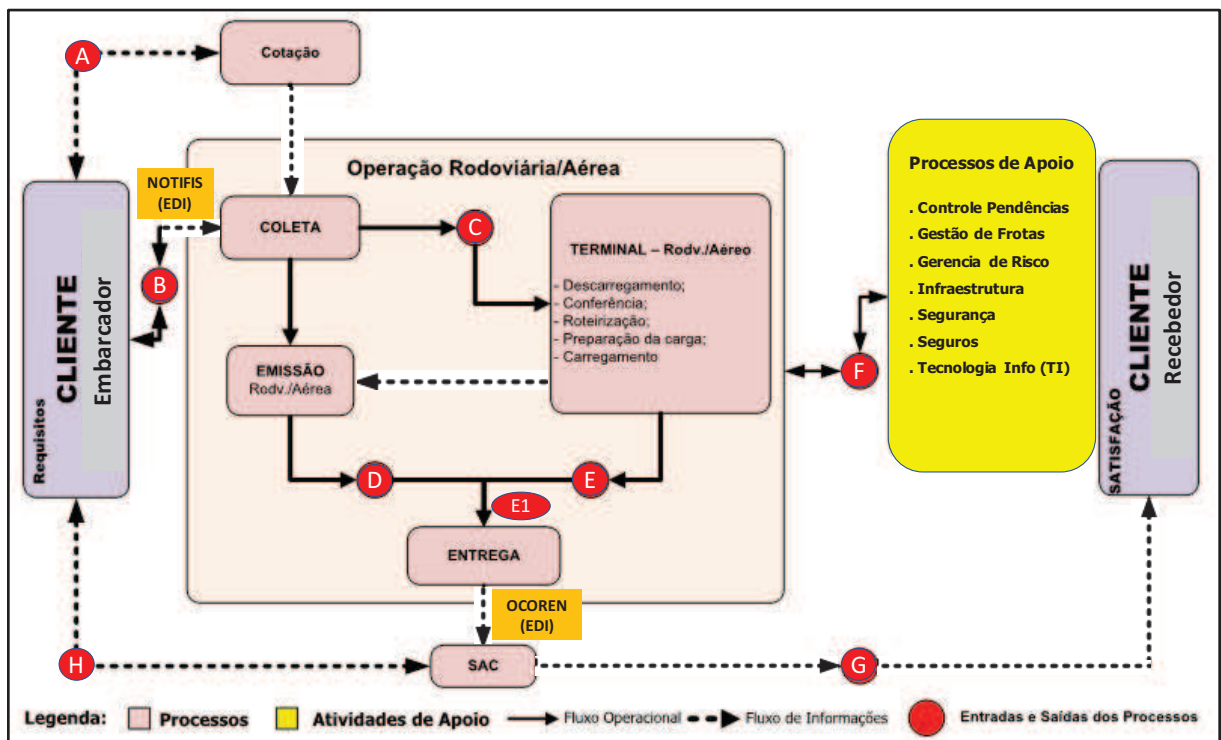 A
Cotação
Operação Rodoviária/Aérea
NOTIFIS
(EDI)
COLETA
C
B
CLIENTE
Embarcador
Requisitos
TERMINAL – Rodv./Aéreo
- Descarregamento;
- Conferência;
- Roteirização;
- Preparação da carga;
- Carregamento
EMISSÃO
Rodv./Aérea
F
Processos de Apoio
. Controle Pendências
. Gestão de Frotas
. Gerencia de Risco
. Infraestrutura
. Segurança
. Seguros
. Tecnologia Info (TI)
CLIENTE
Recebedor
SATISFAÇÃO
D
E
E1
ENTREGA
OCOREN
(EDI)
H
SAC
G
Legenda: Processos Atividades de Apoio Fluxo Operacional Fluxo de Informações Entradas e Saídas dos Processos